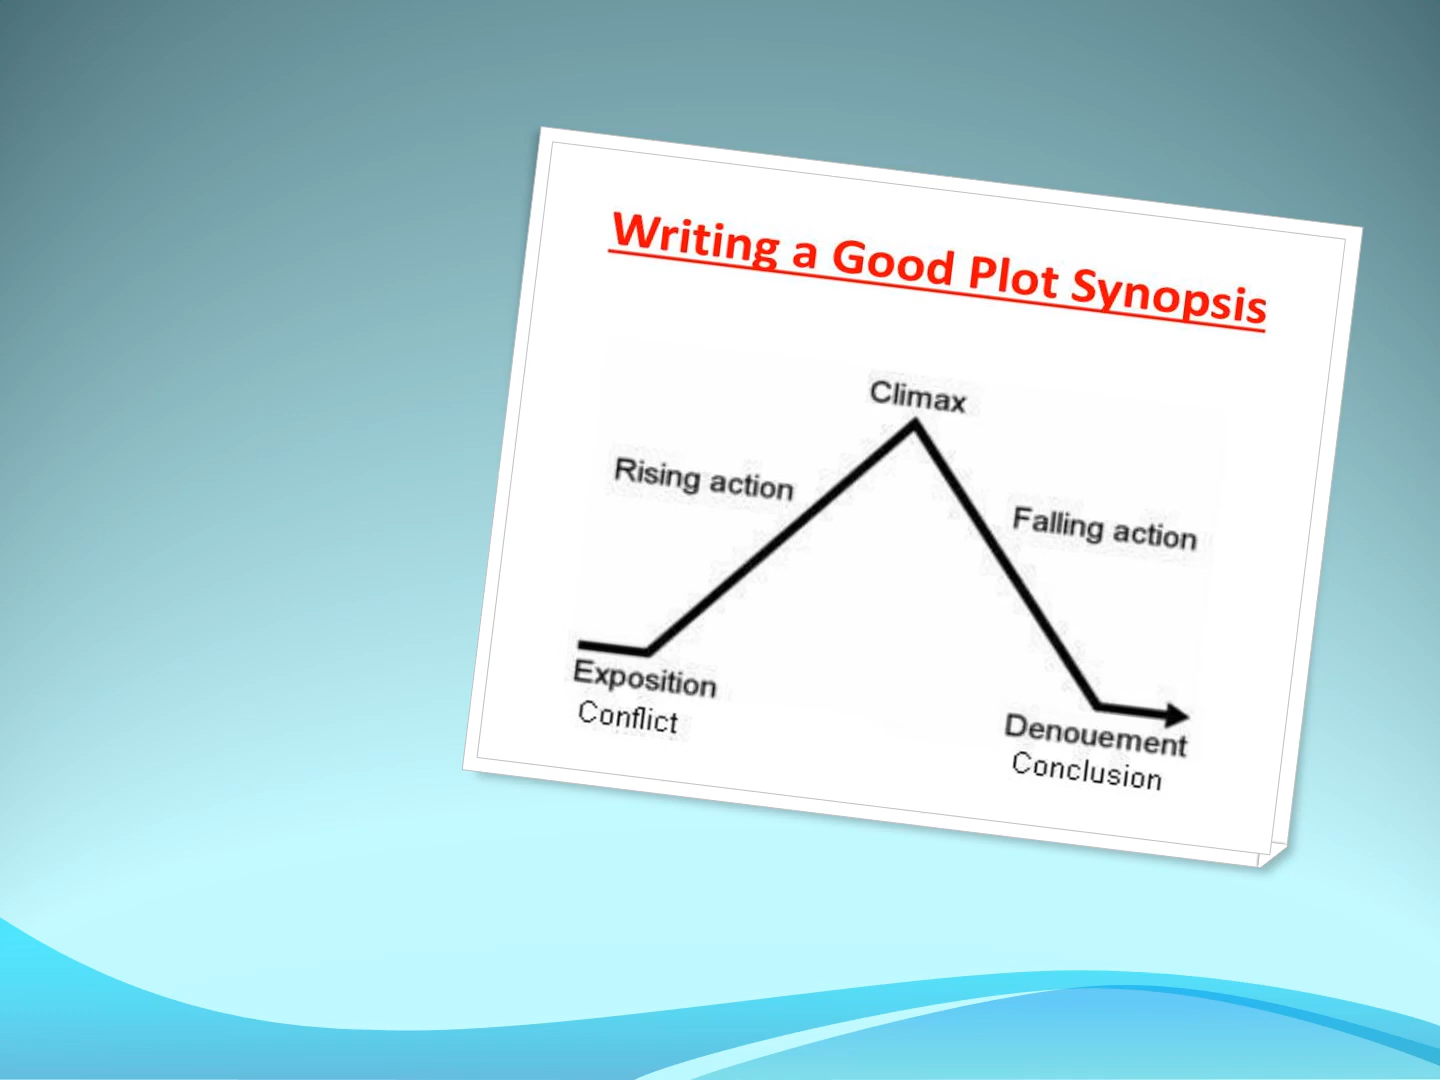 Writing a Good Plot Synopsis
Climax
Rising action
Falling action
Exposition
Conflict
Denouement
Conclusion